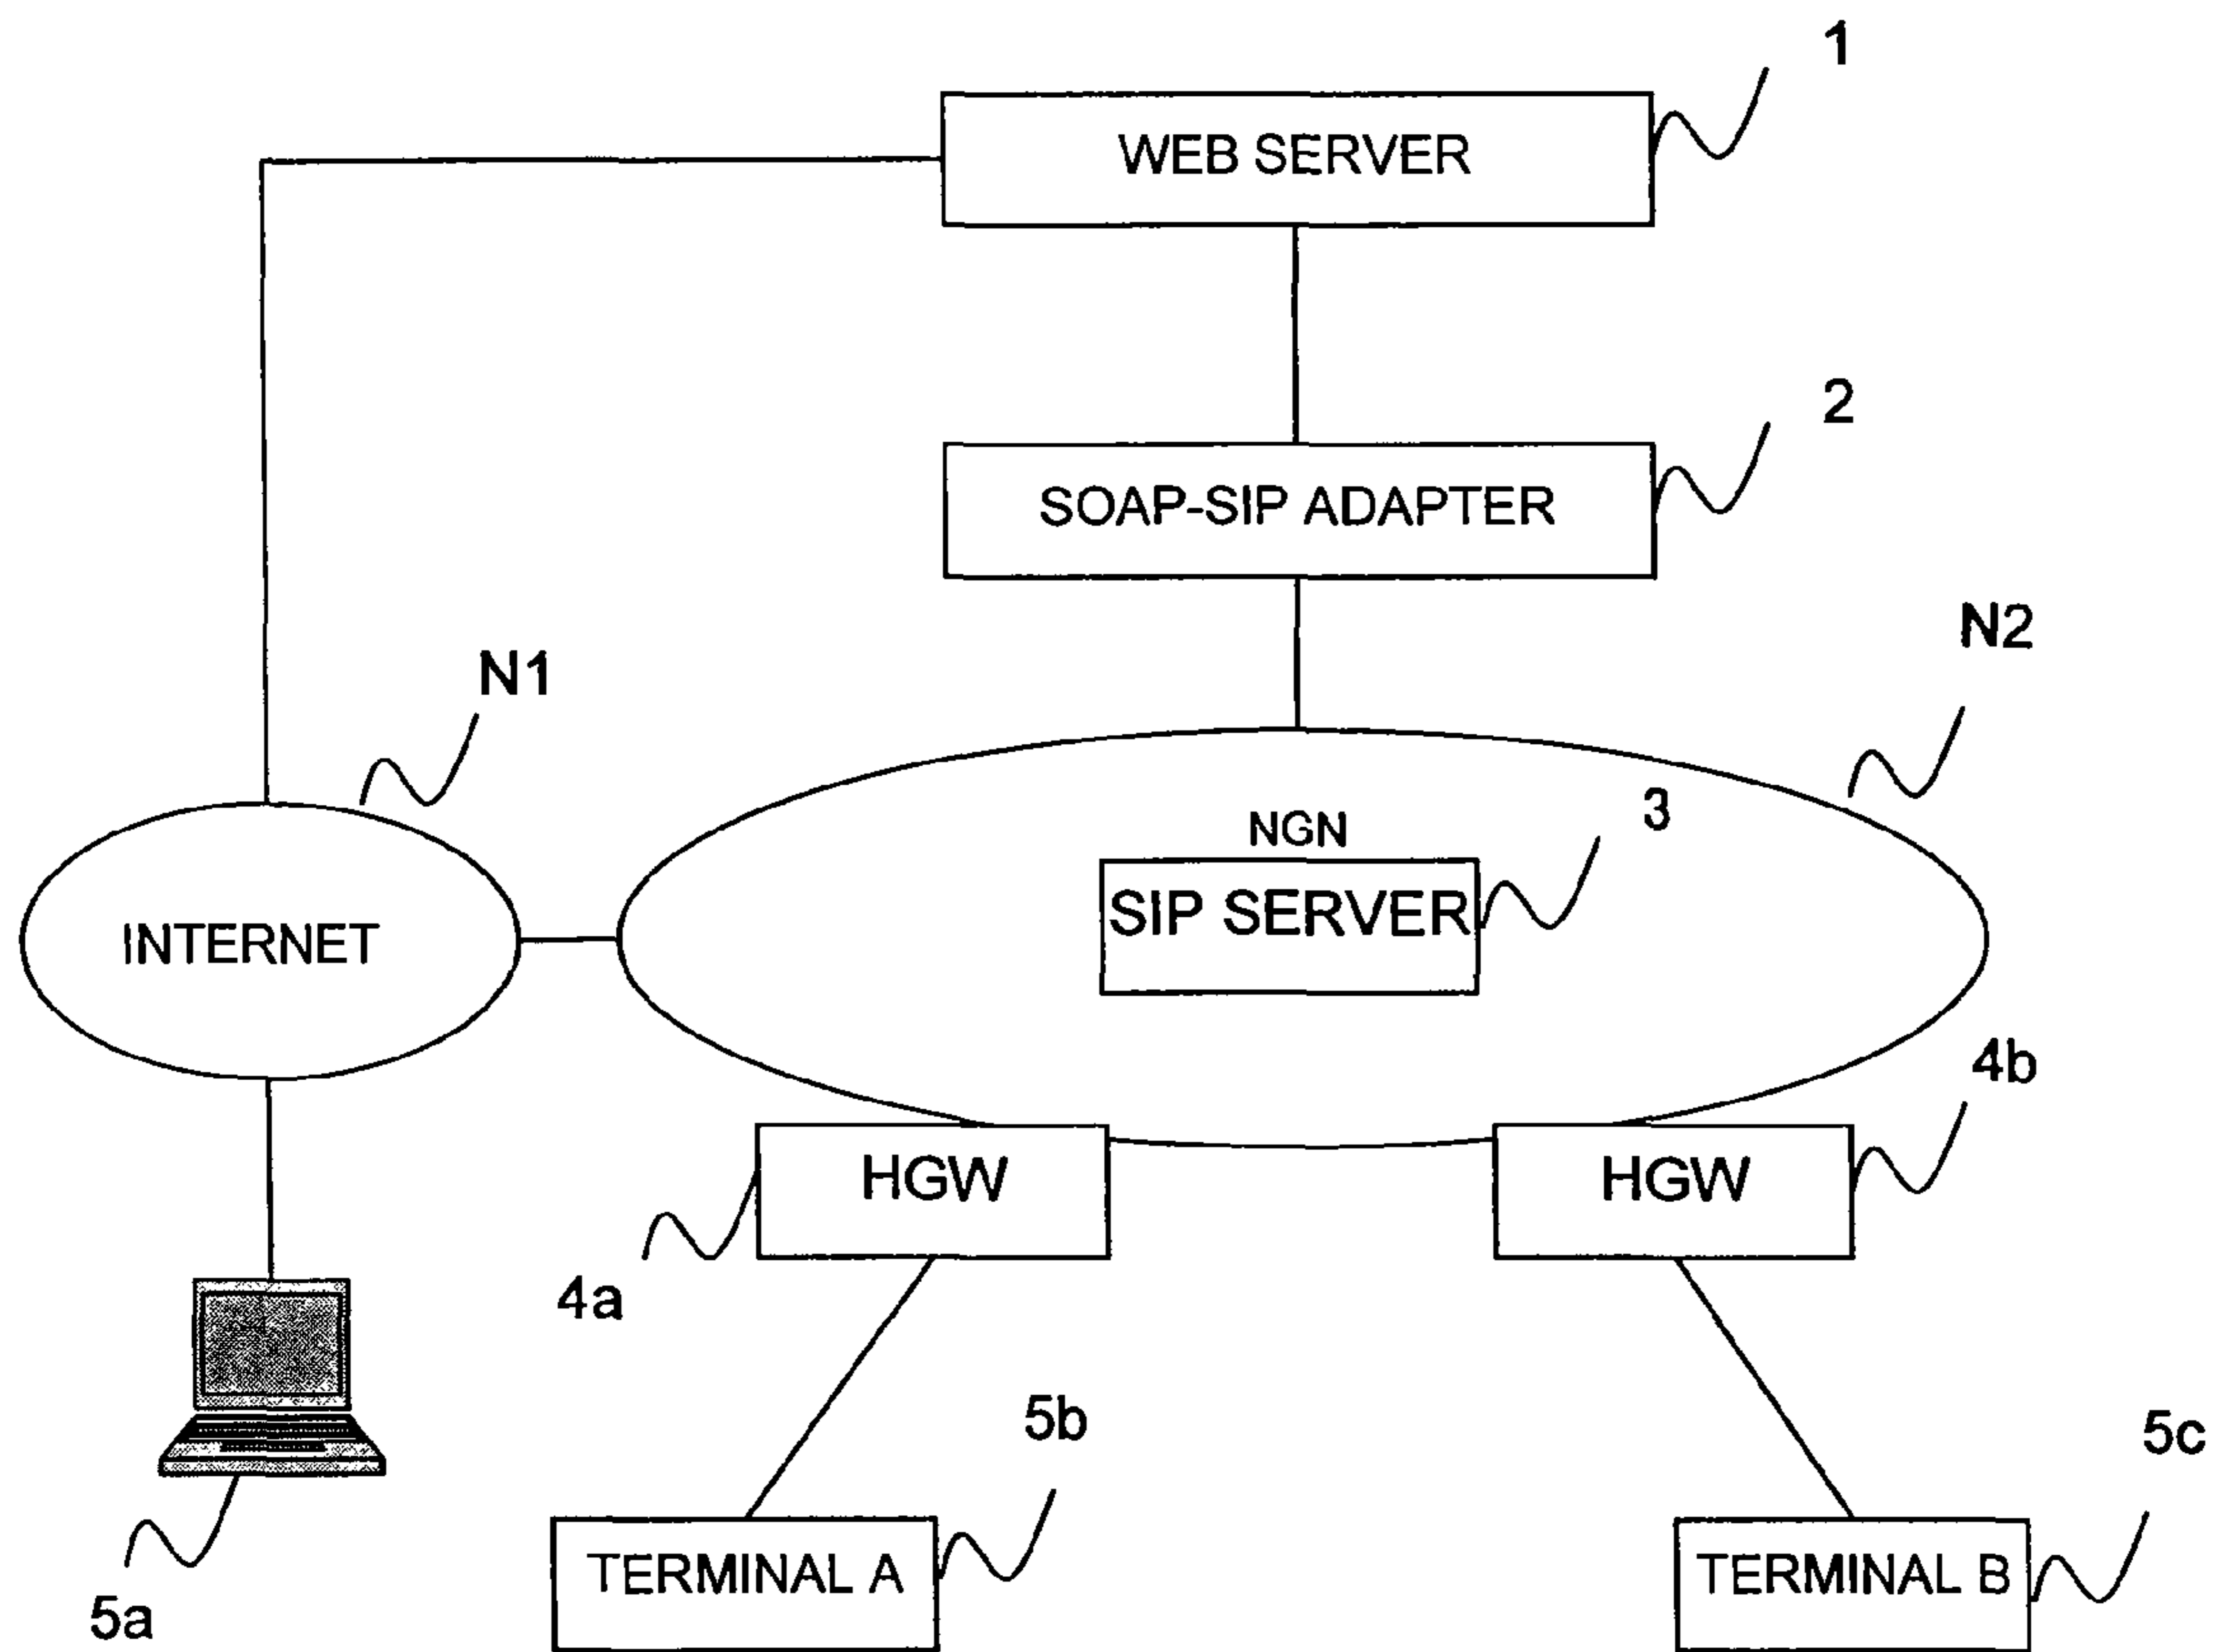 1
WEB SERVER
2
SOAP-SIP ADAPTER
N2
N1
3
NGN
SIP SERVER
INTERNET
4b
HGW
HGW
4a
5b
5c
TERMINAL A
TERMINAL B
5a